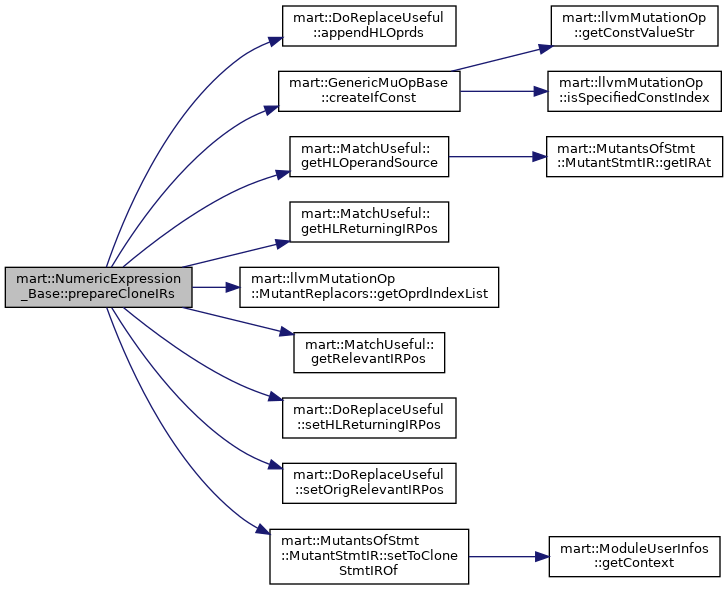 mart::NumericExpression
_Base::prepareCloneIRs
mart::DoReplaceUseful
::appendHLOprds
mart::GenericMuOpBase
::createIfConst
mart::llvmMutationOp
::getConstValueStr
mart::llvmMutationOp
::isSpecifiedConstIndex
mart::MatchUseful::
getHLOperandSource
mart::MutantsOfStmt
::MutantStmtIR::getIRAt
mart::MatchUseful::
getHLReturningIRPos
mart::llvmMutationOp
::MutantReplacors::getOprdIndexList
mart::MatchUseful::
getRelevantIRPos
mart::DoReplaceUseful
::setHLReturningIRPos
mart::DoReplaceUseful
::setOrigRelevantIRPos
mart::MutantsOfStmt
::MutantStmtIR::setToClone
StmtIROf
mart::ModuleUserInfos
::getContext